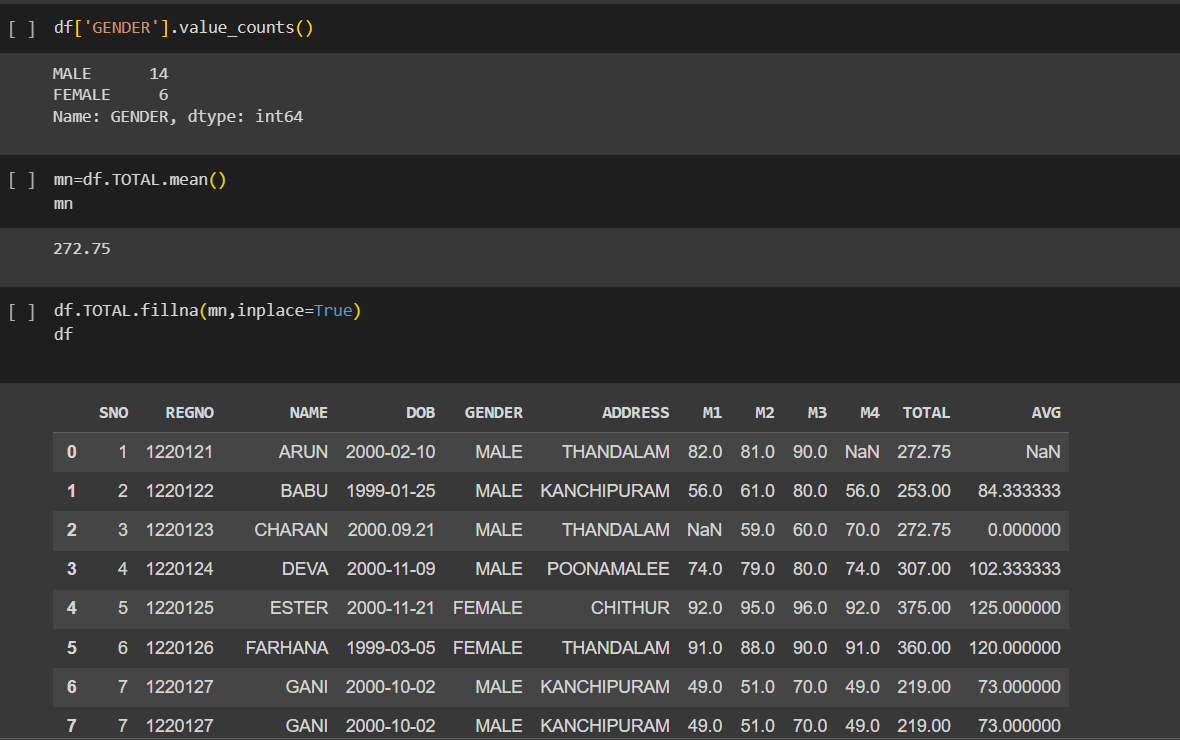 [ ] df['GENDER'].value_counts()
MALE 14
FEMALE 6
Name: GENDER, dtype: int64
[ ] mn=df.TOTAL.mean()
mn
272.75
[ ] df.TOTAL.fillna(mn,inplace=True)
df
SNO REGNO NAME DOB GENDER ADDRESS M1 M2 M3 M4 TOTAL AVG
0 1 1220121 ARUN 2000-02-10 MALE THANDALAM 82.0 81.0 90.0 NaN 272.75 NaN
1 2 1220122 BABU 1999-01-25 MALE KANCHIPURAM 56.0 61.0 80.0 56.0 253.00 84.333333
2 3 1220123 CHARAN 2000.09.21 MALE THANDALAM NaN 59.0 60.0 70.0 272.75 0.000000
3 4 1220124 DEVA 2000-11-09 MALE POONAMALEE 74.0 79.0 80.0 74.0 307.00 102.333333
4 5 1220125 ESTER 2000-11-21 FEMALE CHITHUR 92.0 95.0 96.0 92.0 375.00 125.000000
5 6 1220126 FARHANA 1999-03-05 FEMALE THANDALAM 91.0 88.0 90.0 91.0 360.00 120.000000
6 7 1220127 GANI 2000-10-02 MALE KANCHIPURAM 49.0 51.0 70.0 49.0 219.00 73.000000
7 7 1220127 GANI 2000-10-02 MALE KANCHIPURAM 49.0 51.0 70.0 49.0 219.00 73.000000